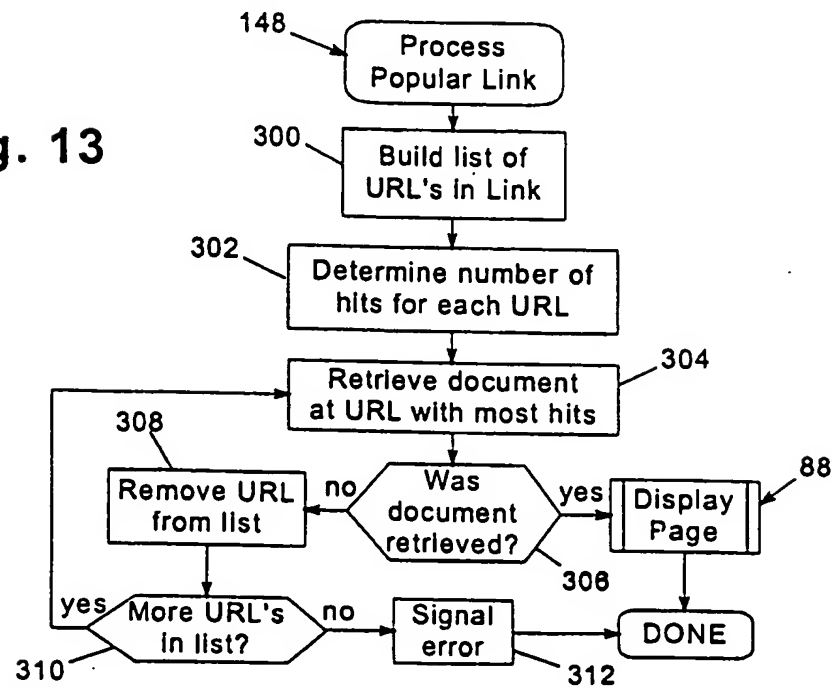 148
Process
Popular Link
g. 13
300
Build list of
URL's in Link
302
Determine number of
hits for each URL
304
Retrieve document
at URL with most hits
308
Remove URL
from list
no
Was
document
retrieved?
yes
Display
Page
88
306
yes
More URL's
in list?
no
Signal
error
DONE
310
312